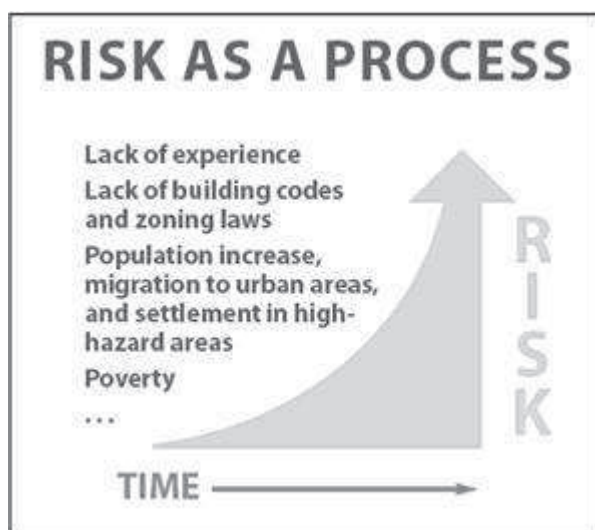 RISK AS A PROCESS
Lack of experience
Lack of building codes
and zoning laws
Population increase,
migration to urban areas,
and settlement in high-
hazard areas
Poverty
...
RISK
TIME